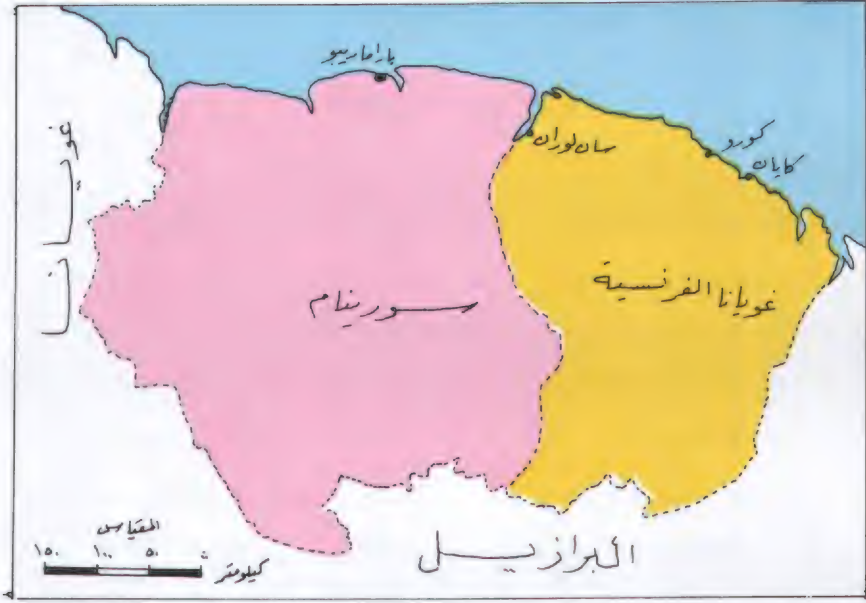 باراماريبو
سان لوران
كورو
كايان
غويانا
سورينام
غويانا الفرنسية
البرازيل
المقياس
١٥٠ ١٠٠ ٥٠ ٠
كيلومتر